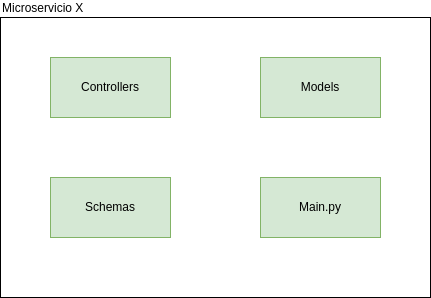 Microservicio X
Controllers
Models
Schemas
Main.py